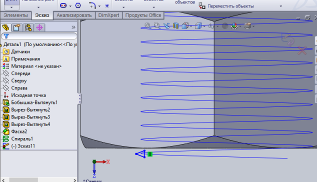 объектов
Переместить объекты
Элементы Эскиз Анализировать DimXpert Продукты Office
Деталь1 (По умолчанию<<По у
Датчики
Примечания
Материал <не указан>
Спереди
Сверху
Справа
Исходная точка
Бобышка-Вытянуть1
Вырез-Вытянуть2
Вырез-Вытянуть3
Вырез-Вытянуть4
Фаска2
Спираль1
(-) Эскиз11